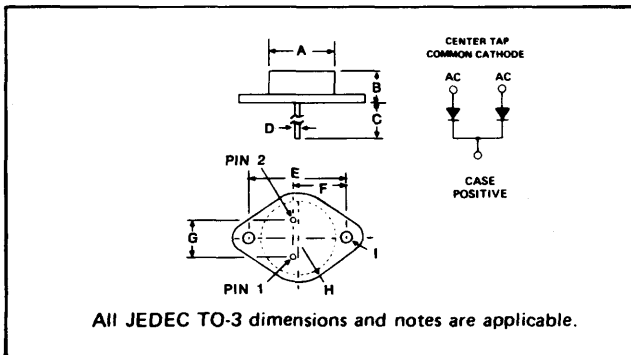 CENTER TAP
COMMON CATHODE
AC AC
A
B
C
D
CASE
POSITIVE
PIN 2
E
F
G
I
H
PIN 1
All JEDEC TO-3 dimensions and notes are applicable.